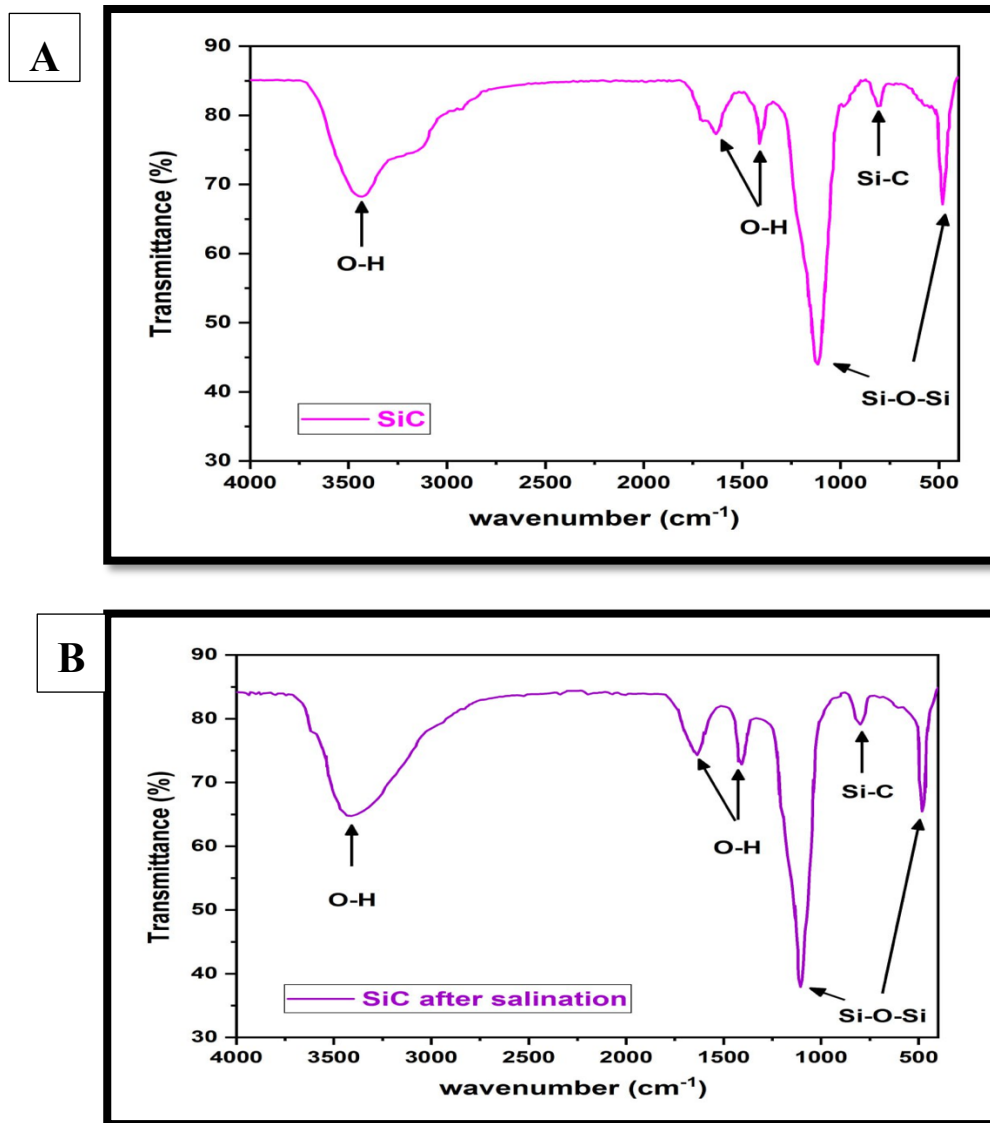 A
90
80
70
60
50
40
30
Transmittance (%)
O-H
O-H
Si-C
Si-O-Si
SiC
4000 3500 3000 2500 2000 1500 1000 500
wavenumber (cm⁻¹)
B
90
80
70
60
50
40
30
Transmittance (%)
O-H
O-H
Si-C
Si-O-Si
SiC after salination
4000 3500 3000 2500 2000 1500 1000 500
wavenumber (cm⁻¹)